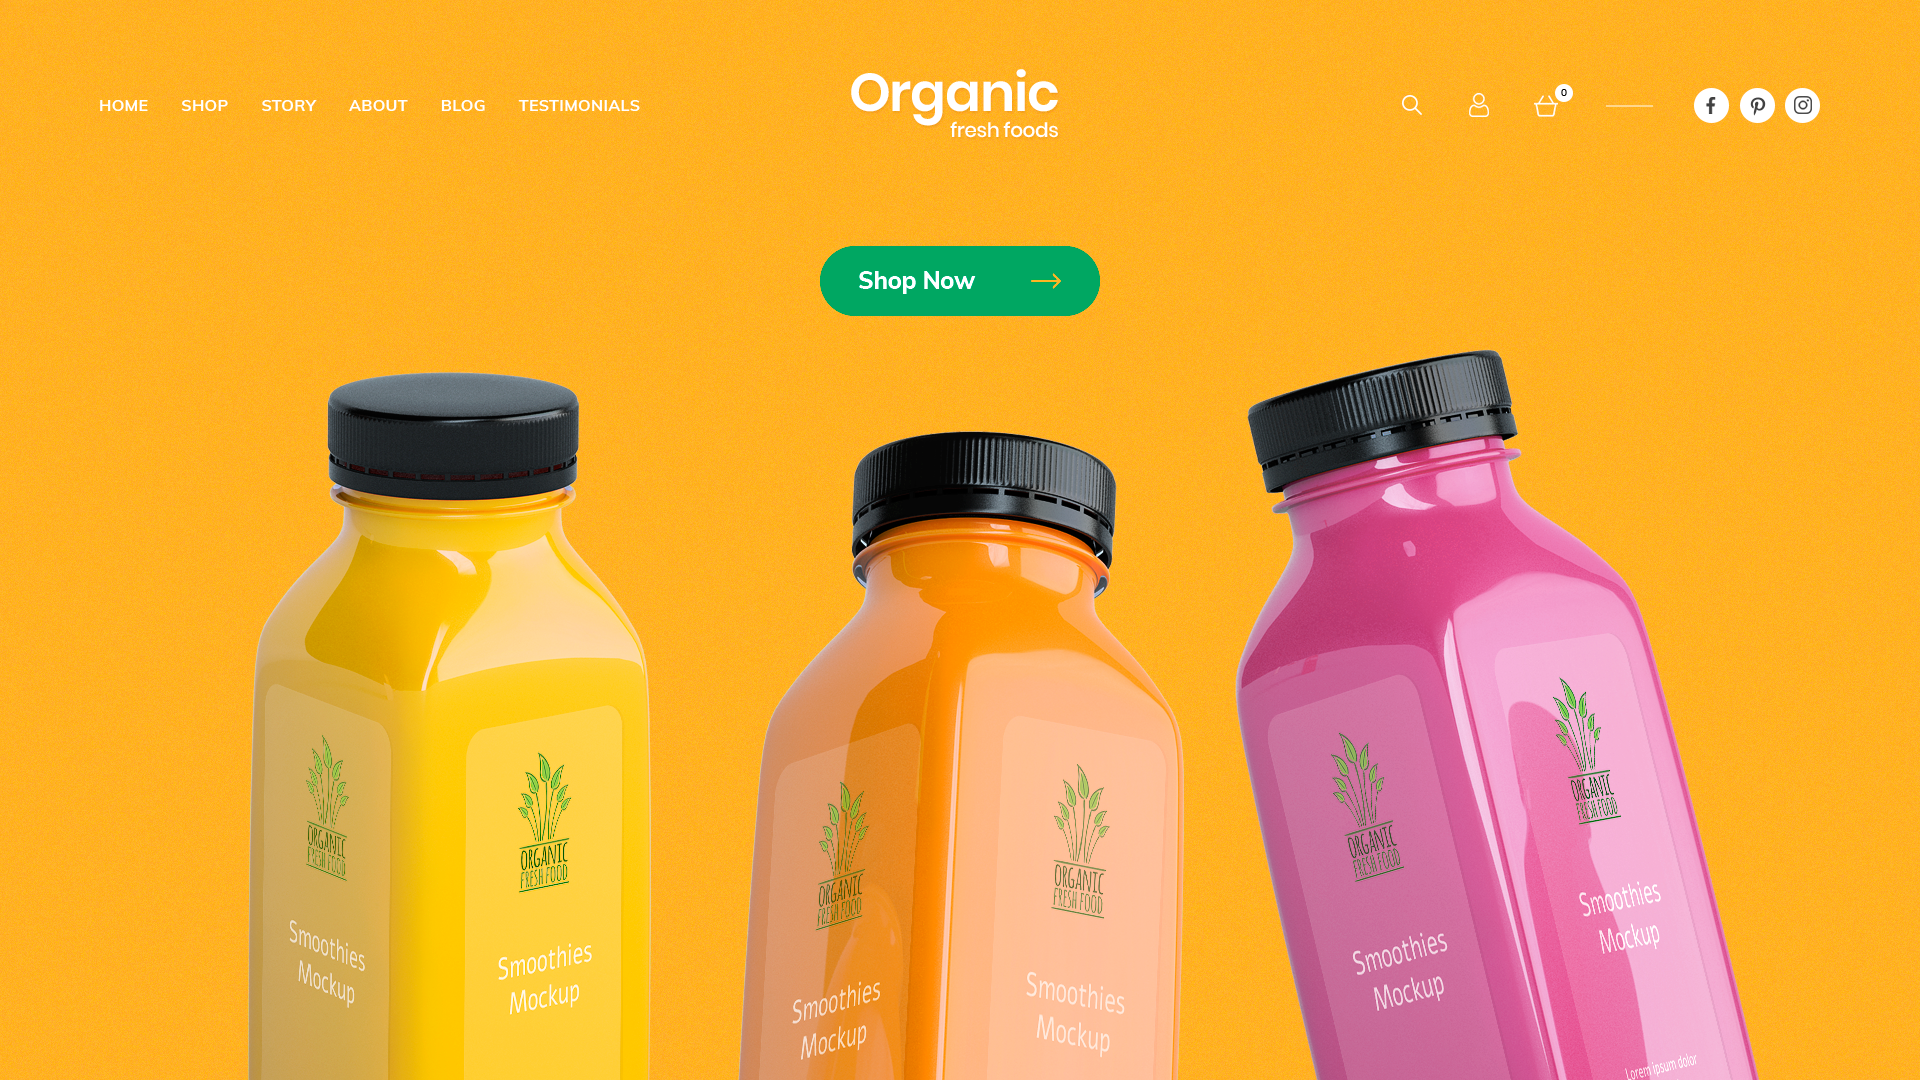 HOME SHOP STORY ABOUT BLOG TESTIMONIALS
Organic
fresh foods
0
Shop Now
ORGANIC
FRESH FOOD
Smoothies
Mockup
ORGANIC
FRESH FOOD
Smoothies
Mockup
ORGANIC
FRESH FOOD
Smoothies
Mockup
ORGANIC
FRESH FOOD
Smoothies
Mockup
ORGANIC
FRESH FOOD
Smoothies
Mockup
ORGANIC
FRESH FOOD
Smoothies
Mockup
Lorem ipsum dolor